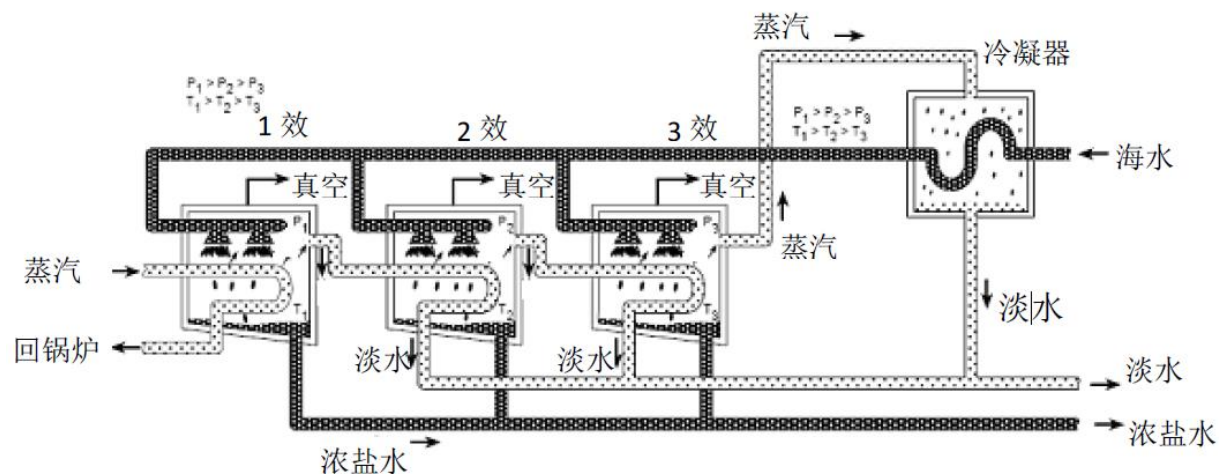 蒸汽
冷凝器
P₁ > P₂ > P₃
T₁ > T₂ > T₃
P₁ > P₂ > P₃
T₁ > T₂ > T₃
1 效
2 效
3 效
海水
真空
真空
真空
P₁
P₂
P₃
蒸汽
蒸汽
T₁
T₂
T₃
淡水
回锅炉
淡水
淡水
淡水
浓盐水
浓盐水